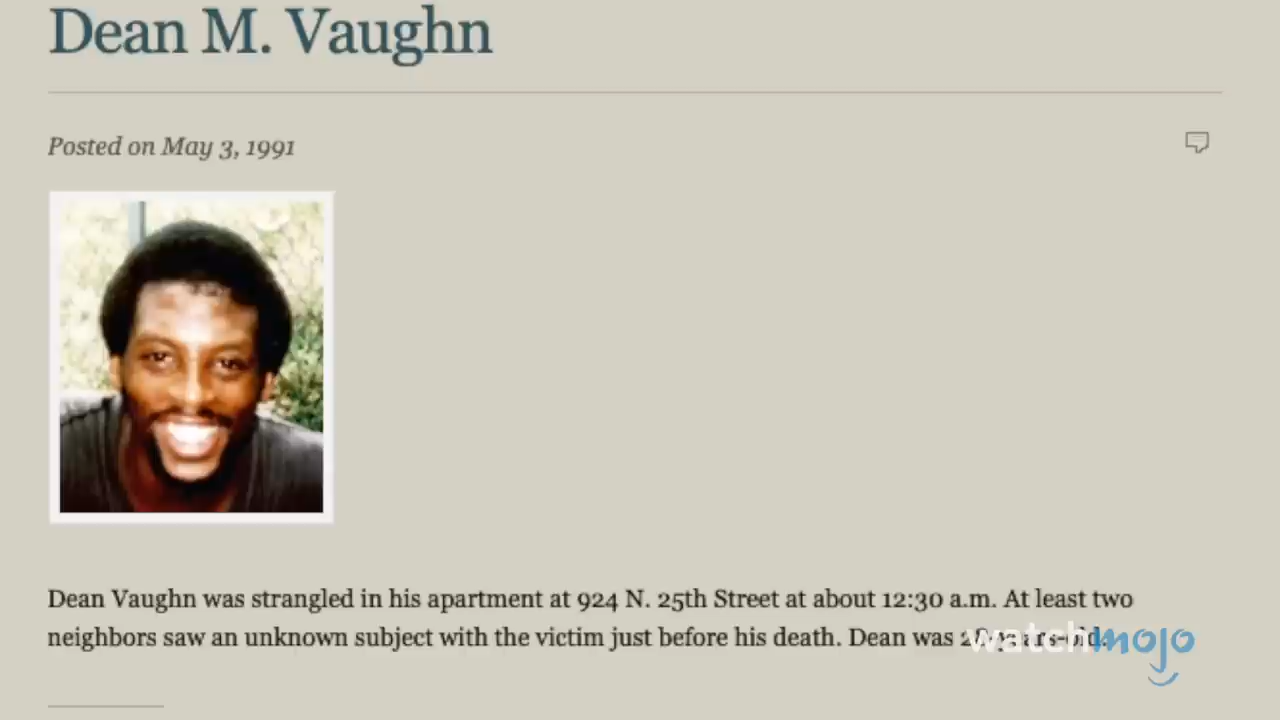 Dean M. Vaughn
Posted on May 3, 1991
Dean Vaughn was strangled in his apartment at 924 N. 25th Street at about 12:30 a.m. At least two
neighbors saw an unknown subject with the victim just before his death. Dean was
watchmojo